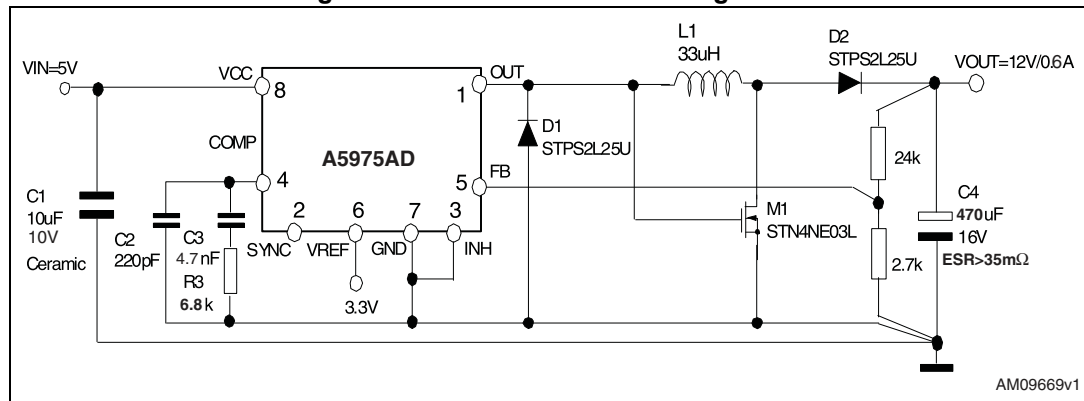 L1
33uH
D2
STPS2L25U
VOUT=12V/0.6A
VIN=5V
VCC
8
OUT
1
COMP
A5975AD
D1
STPS2L25U
FB
5
24k
4
C1
10uF
10V
Ceramic
C2
220pF
C3
4.7nF
R3
6.8k
2
SYNC
6
VREF
7
GND
3
INH
3.3V
M1
STN4NE03L
2.7k
C4
470uF
16V
ESR>35mΩ
AM09669v1